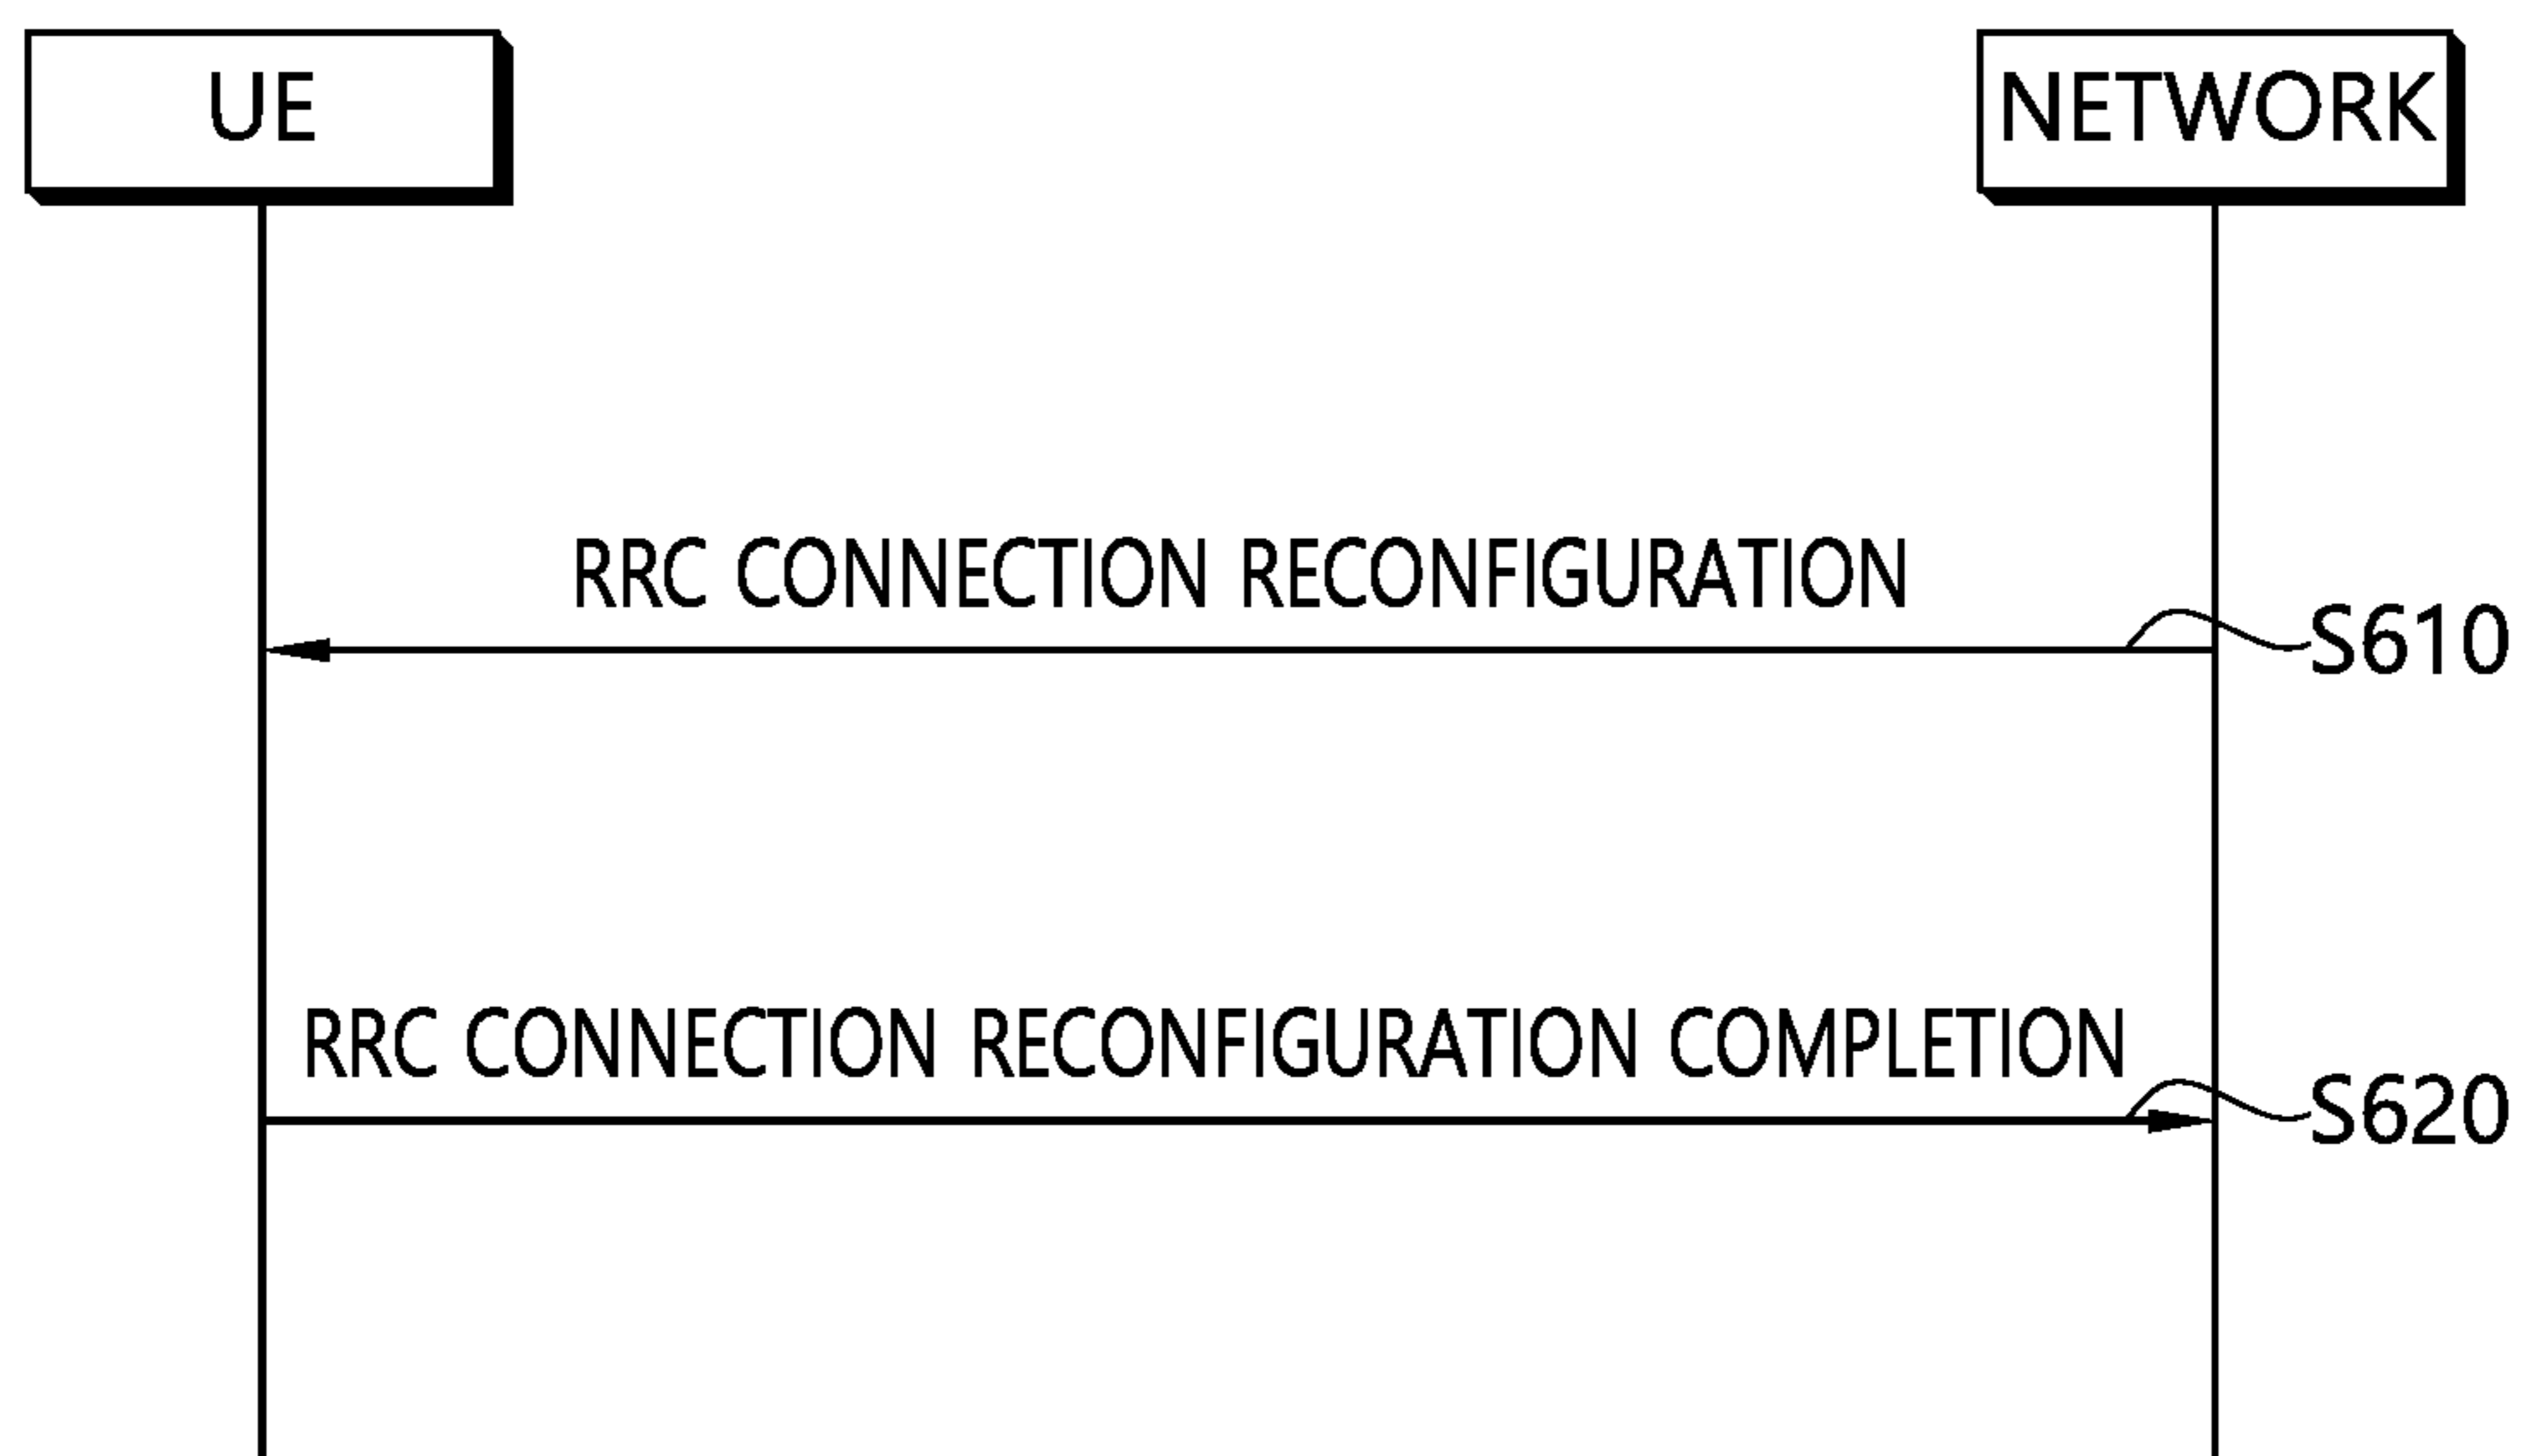 UE
NETWORK
RRC CONNECTION RECONFIGURATION
S610
RRC CONNECTION RECONFIGURATION COMPLETION
S620